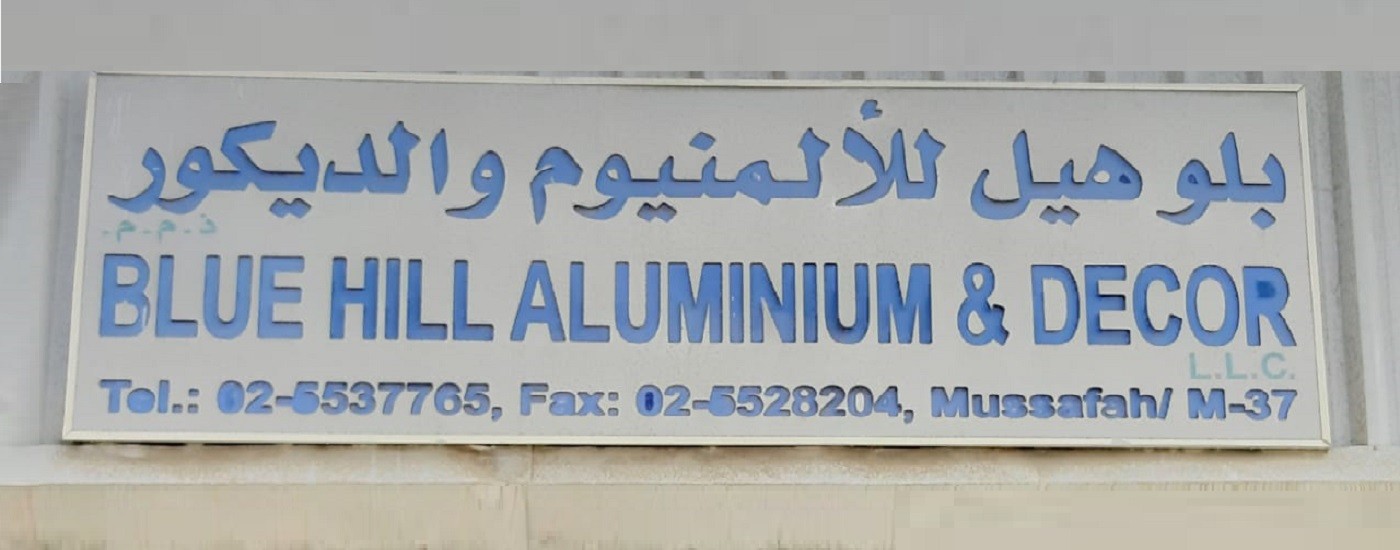 بلو هيل للألمنيوم والديكور
ذ.م.م.
BLUE HILL ALUMINIUM & DECOR
L.L.C.
Tel.: 02-5537765, Fax: 02-5528204, Mussafah/ M-37